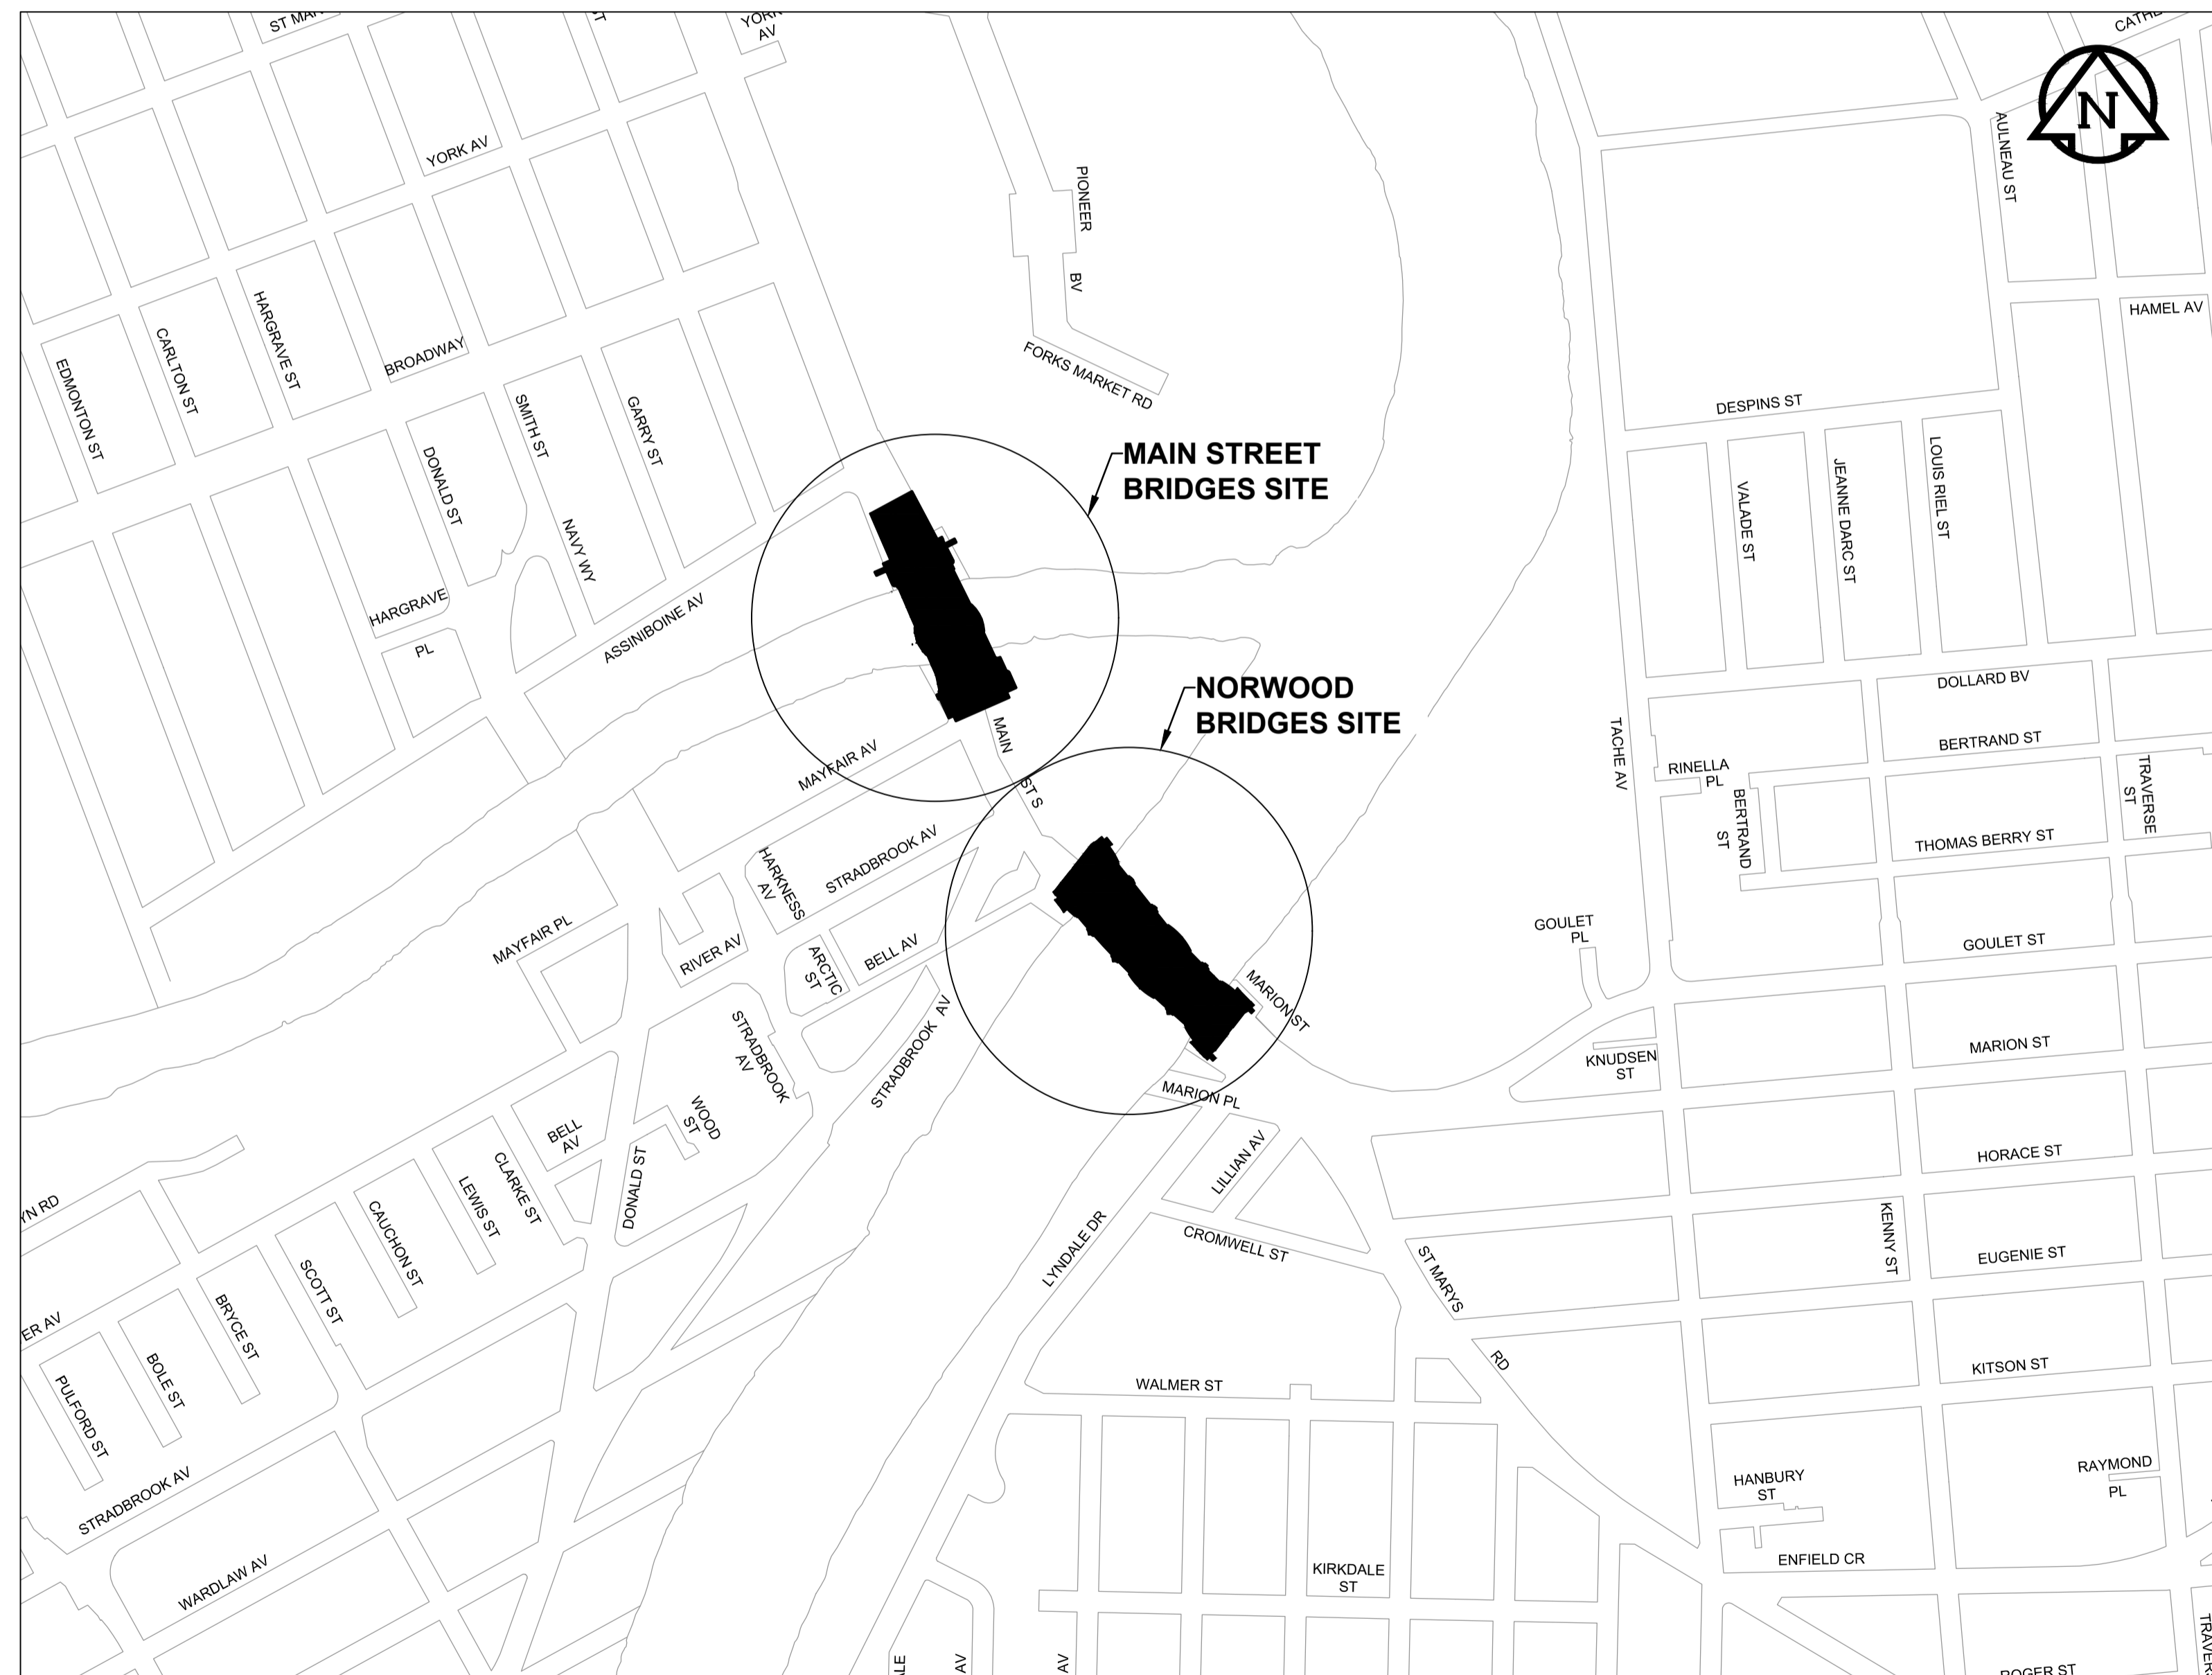 YORK
AV
N
YORK AV
PIONEER
BV
FORKS MARKET RD
AULNEAU ST
HAMEL AV
EDMONTON ST
CARLTON ST
HARGRAVE ST
BROADWAY
DONALD ST
SMITH ST
NAVY WY
GARRY ST
HARGRAVE
PL
ASSINIBOINE AV
MAIN STREET
BRIDGES SITE
NORWOOD
BRIDGES SITE
DESPINS ST
VALADE ST
JEANNE DARC ST
LOUIS RIEL ST
DOLLARD BV
BERTRAND ST
TACHE AV
RINELLA
PL
BERTRAND
ST
TRAVERSE
ST
THOMAS BERRY ST
GOULET
PL
GOULET ST
MAIN
ST S
MAYFAIR AV
HARKNESS
AV
STRADBROOK AV
MAYFAIR PL
RIVER AV
ARCTIC
ST
BELL AV
STRADBROOK
AV
STRADBROOK AV
MARION ST
MARION PL
KNUDSEN
ST
MARION ST
WOOD
ST
BELL
AV
DONALD ST
CLARKE ST
LEWIS ST
CAUCHON ST
SCOTT ST
BRYCE ST
BOLE ST
PULFORD ST
LILLIAN AV
LYNDALE DR
CROMWELL ST
ST MARYS
RD
HORACE ST
KENNY ST
EUGENIE ST
KITSON ST
WALMER ST
STRADBROOK AV
WARDLAW AV
HANBURY
ST
RAYMOND
PL
ENFIELD CR
KIRKDALE
ST
AV
AV